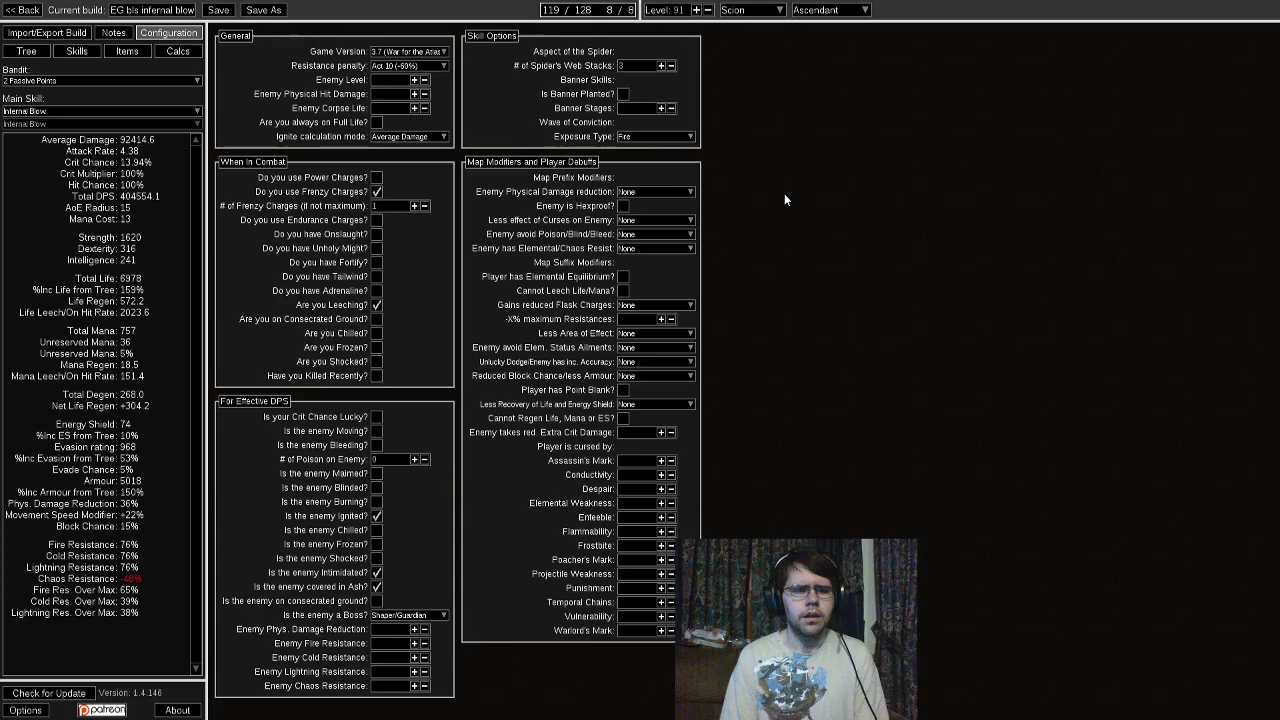 << Back Current build: EG bls infernal blow Save Save As 119 / 128 8 / 8 Level: 91 + - Scion Ascendant
Import/Export Build Notes Configuration
Tree Skills Items Calcs
Bandit:
2 Passive Points
Main Skill:
Infernal Blow
Infernal Blow
Average Damage: 92414.6
Attack Rate: 4.38
Crit Chance: 13.94%
Crit Multiplier: 100%
Hit Chance: 100%
Total DPS: 404554.1
AoE Radius: 15
Mana Cost: 13
Strength: 1620
Dexterity: 316
Intelligence: 241
Total Life: 6978
%Inc Life from Tree: 159%
Life Regen: 572.2
Life Leech/On Hit Rate: 2023.6
Total Mana: 757
Unreserved Mana: 36
Unreserved Mana: 5%
Mana Regen: 18.5
Mana Leech/On Hit Rate: 151.4
Total Degen: 268.0
Net Life Regen: +304.2
Energy Shield: 74
%Inc ES from Tree: 10%
Evasion rating: 968
%Inc Evasion from Tree: 53%
Evade Chance: 5%
Armour: 5018
%Inc Armour from Tree: 150%
Phys. Damage Reduction: 36%
Movement Speed Modifier: +22%
Block Chance: 15%
Fire Resistance: 76%
Cold Resistance: 76%
Lightning Resistance: 76%
Chaos Resistance: -48%
Fire Res. Over Max: 65%
Cold Res. Over Max: 39%
Lightning Res. Over Max: 38%
Check for Update Version: 1.4.146
Options patreon About
General
Game Version: 3.7 (War for the Atlas
Resistance penalty: Act 10 (-60%)
Enemy Level: + -
Enemy Physical Hit Damage: + -
Enemy Corpse Life: + -
Are you always on Full Life?
Ignite calculation mode: Average Damage
When In Combat
Do you use Power Charges?
Do you use Frenzy Charges?
# of Frenzy Charges (if not maximum): 1 + -
Do you use Endurance Charges?
Do you have Onslaught?
Do you have Unholy Might?
Do you have Fortify?
Do you have Tailwind?
Do you have Adrenaline?
Are you Leeching?
Are you on Consecrated Ground?
Are you Chilled?
Are you Frozen?
Are you Shocked?
Have you Killed Recently?
For Effective DPS
Is your Crit Chance Lucky?
Is the enemy Moving?
Is the enemy Bleeding?
# of Poison on Enemy: 0 + -
Is the enemy Maimed?
Is the enemy Blinded?
Is the enemy Burning?
Is the enemy Ignited?
Is the enemy Chilled?
Is the enemy Frozen?
Is the enemy Shocked?
Is the enemy Intimidated?
Is the enemy covered in Ash?
Is the enemy on consecrated ground?
Is the enemy a Boss? Shaper/Guardian
Enemy Phys. Damage Reduction: + -
Enemy Fire Resistance: + -
Enemy Cold Resistance: + -
Enemy Lightning Resistance: + -
Enemy Chaos Resistance: + -
Skill Options
Aspect of the Spider:
# of Spider's Web Stacks: 3 + -
Banner Skills:
Is Banner Planted?
Banner Stages: + -
Wave of Conviction:
Exposure Type: Fire
Map Modifiers and Player Debuffs
Map Prefix Modifiers:
Enemy Physical Damage reduction: None
Enemy is Hexproof?
Less effect of Curses on Enemy: None
Enemy avoid Poison/Blind/Bleed: None
Enemy has Elemental/Chaos Resist: None
Map Suffix Modifiers:
Player has Elemental Equilibrium?
Cannot Leech Life/Mana?
Gains reduced Flask Charges: None
-X% maximum Resistances: + -
Less Area of Effect: None
Enemy avoid Elem. Status Ailments: None
Unlucky Dodge/Enemy has inc. Accuracy: None
Reduced Block Chance/less Armour: None
Player has Point Blank?
Less Recovery of Life and Energy Shield: None
Cannot Regen Life, Mana or ES?
Enemy takes red. Extra Crit Damage: + -
Player is cursed by:
Assassin's Mark: + -
Conductivity: + -
Despair: + -
Elemental Weakness: + -
Enfeeble: + -
Flammability: + -
Frostbite: + -
Poacher's Mark: + -
Projectile Weakness: + -
Punishment: + -
Temporal Chains: + -
Vulnerability: + -
Warlord's Mark: + -